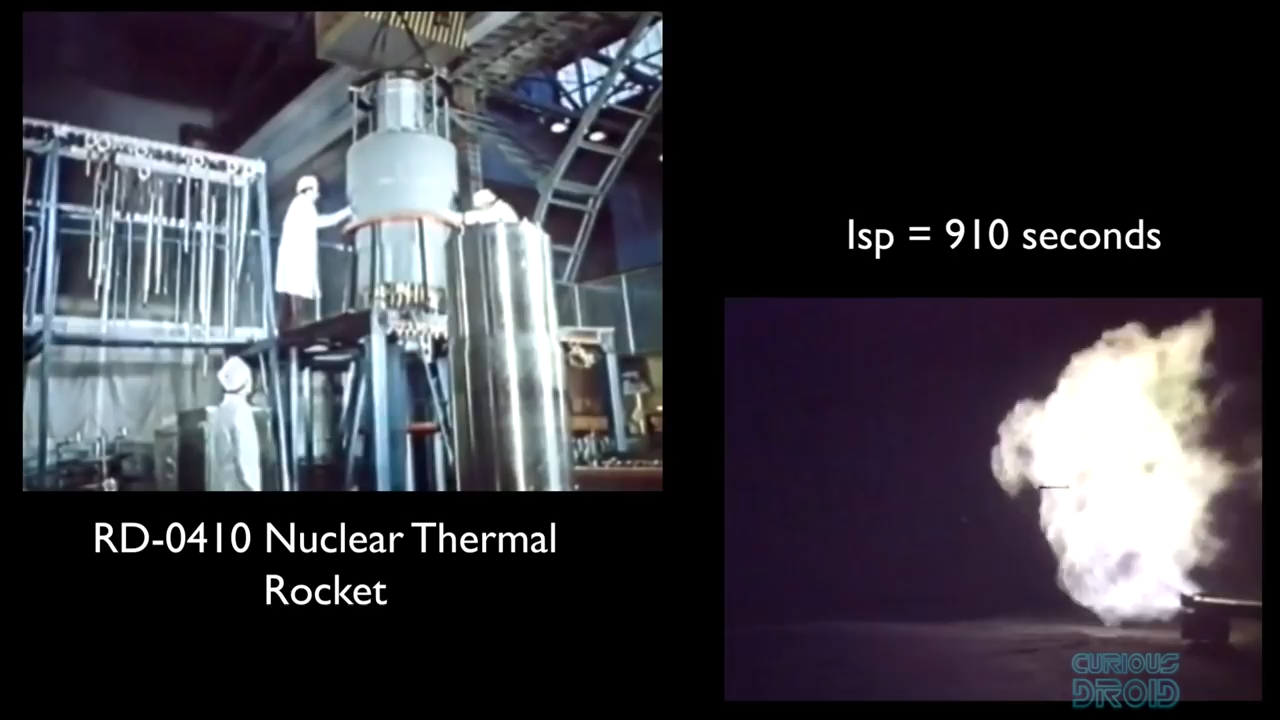 Isp = 910 seconds
RD-0410 Nuclear Thermal
Rocket
CURIOUS
DROID